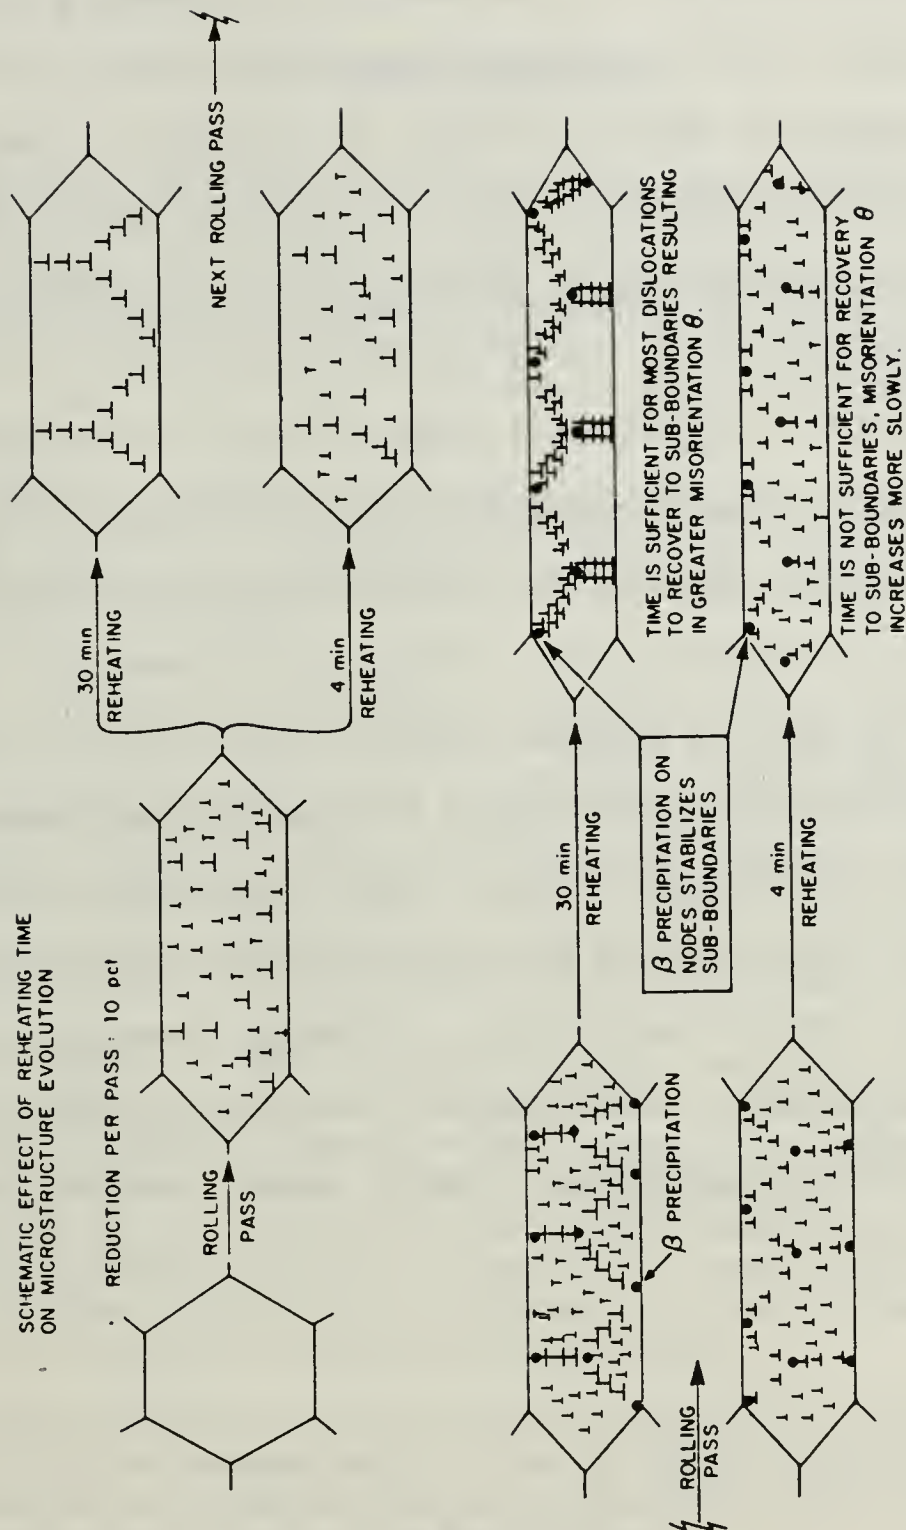 SCHEMATIC EFFECT OF REHEATING TIME
ON MICROSTRUCTURE EVOLUTION
· REDUCTION PER PASS: 10 pct
ROLLING
PASS
30 min
REHEATING
4 min
REHEATING
NEXT ROLLING PASS
ROLLING
PASS
β PRECIPITATION
30 min
REHEATING
β PRECIPITATION ON
NODES STABILIZES
SUB-BOUNDARIES
4 min
REHEATING
TIME IS SUFFICIENT FOR MOST DISLOCATIONS
TO RECOVER TO SUB-BOUNDARIES RESULTING
IN GREATER MISORIENTATION θ.
TIME IS NOT SUFFICIENT FOR RECOVERY
TO SUB-BOUNDARIES, MISORIENTATION θ
INCREASES MORE SLOWLY.